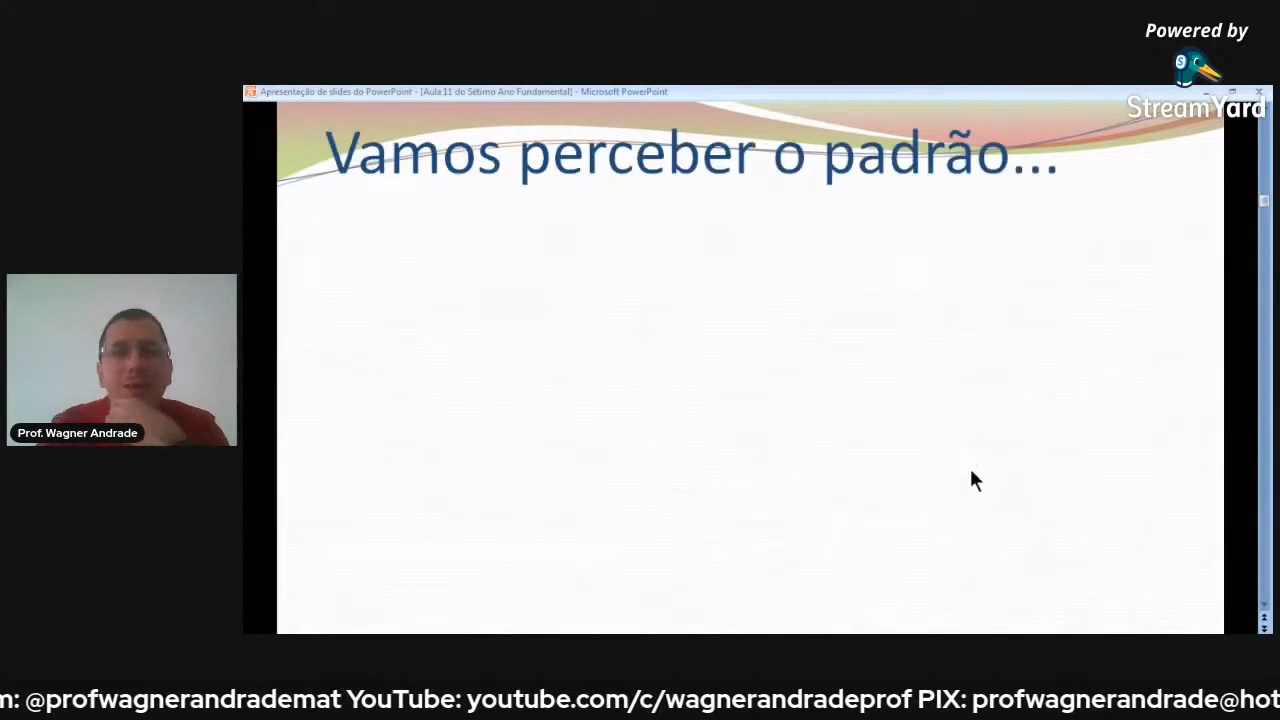 Powered by
StreamYard
Apresentação de slides do PowerPoint - [Aula 11 do Sétimo Ano Fundamental] - Microsoft PowerPoint
Vamos perceber o padrão...
Prof. Wagner Andrade
m: @profwagnerandrademat YouTube: youtube.com/c/wagnerandradeprof PIX: profwagnerandrade@hot